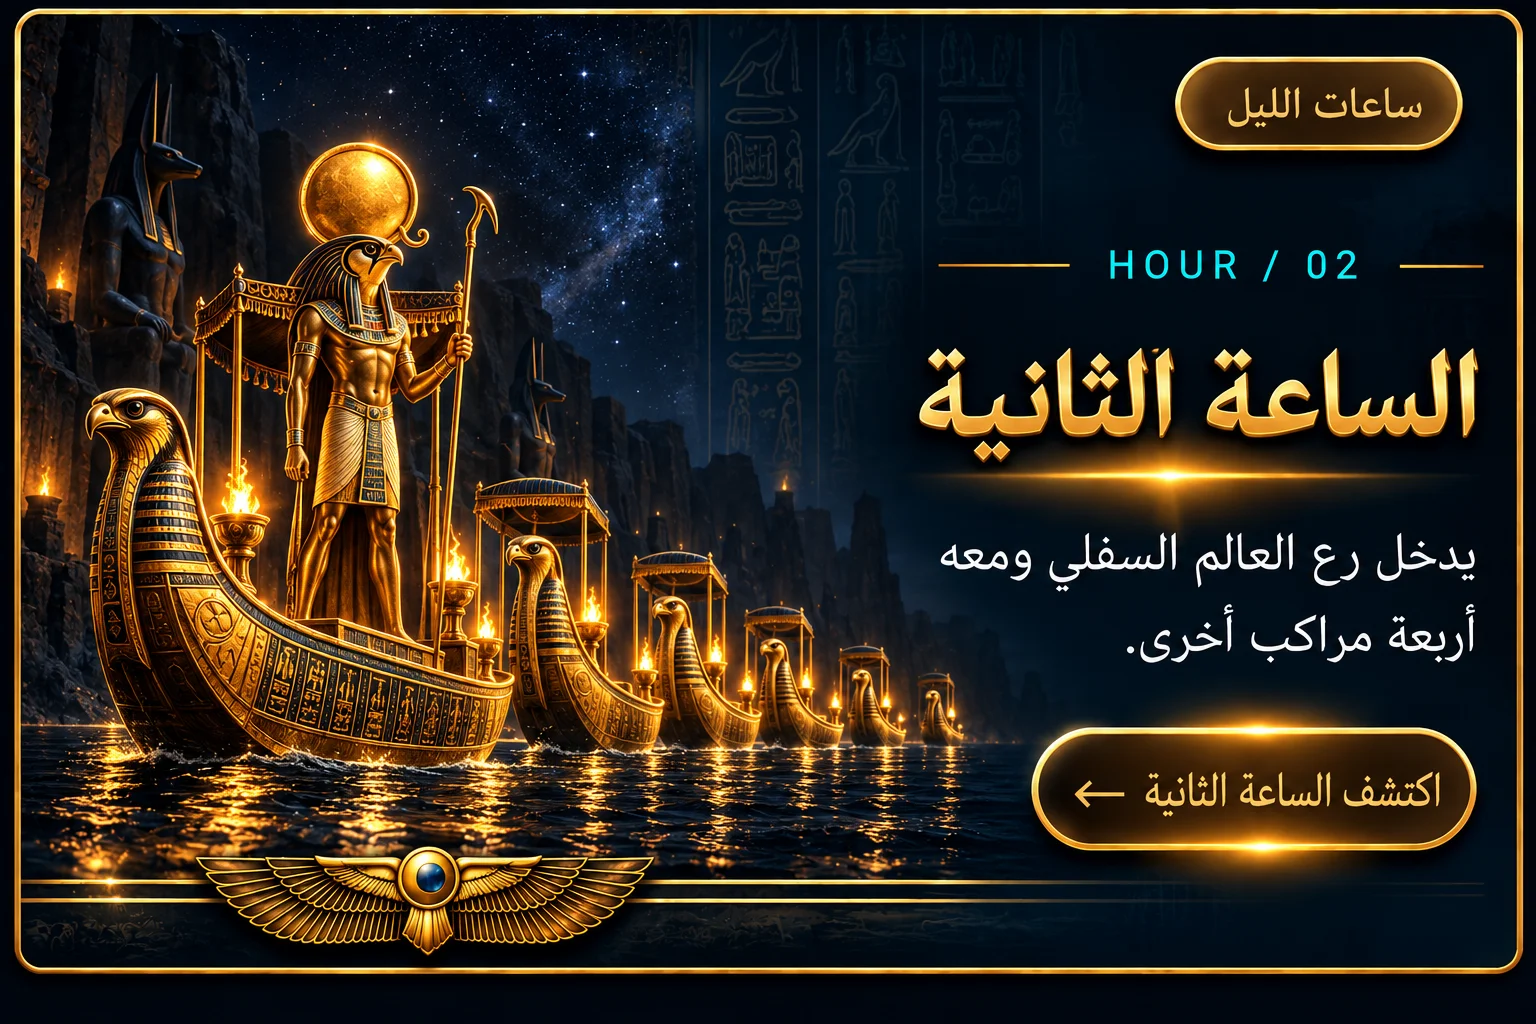 ساعات الليل
HOUR / 02
الساعة الثانية
يدخل رع العالم السفلي ومعه
أربعة مراكب أخرى.
اكتشف الساعة الثانية ←